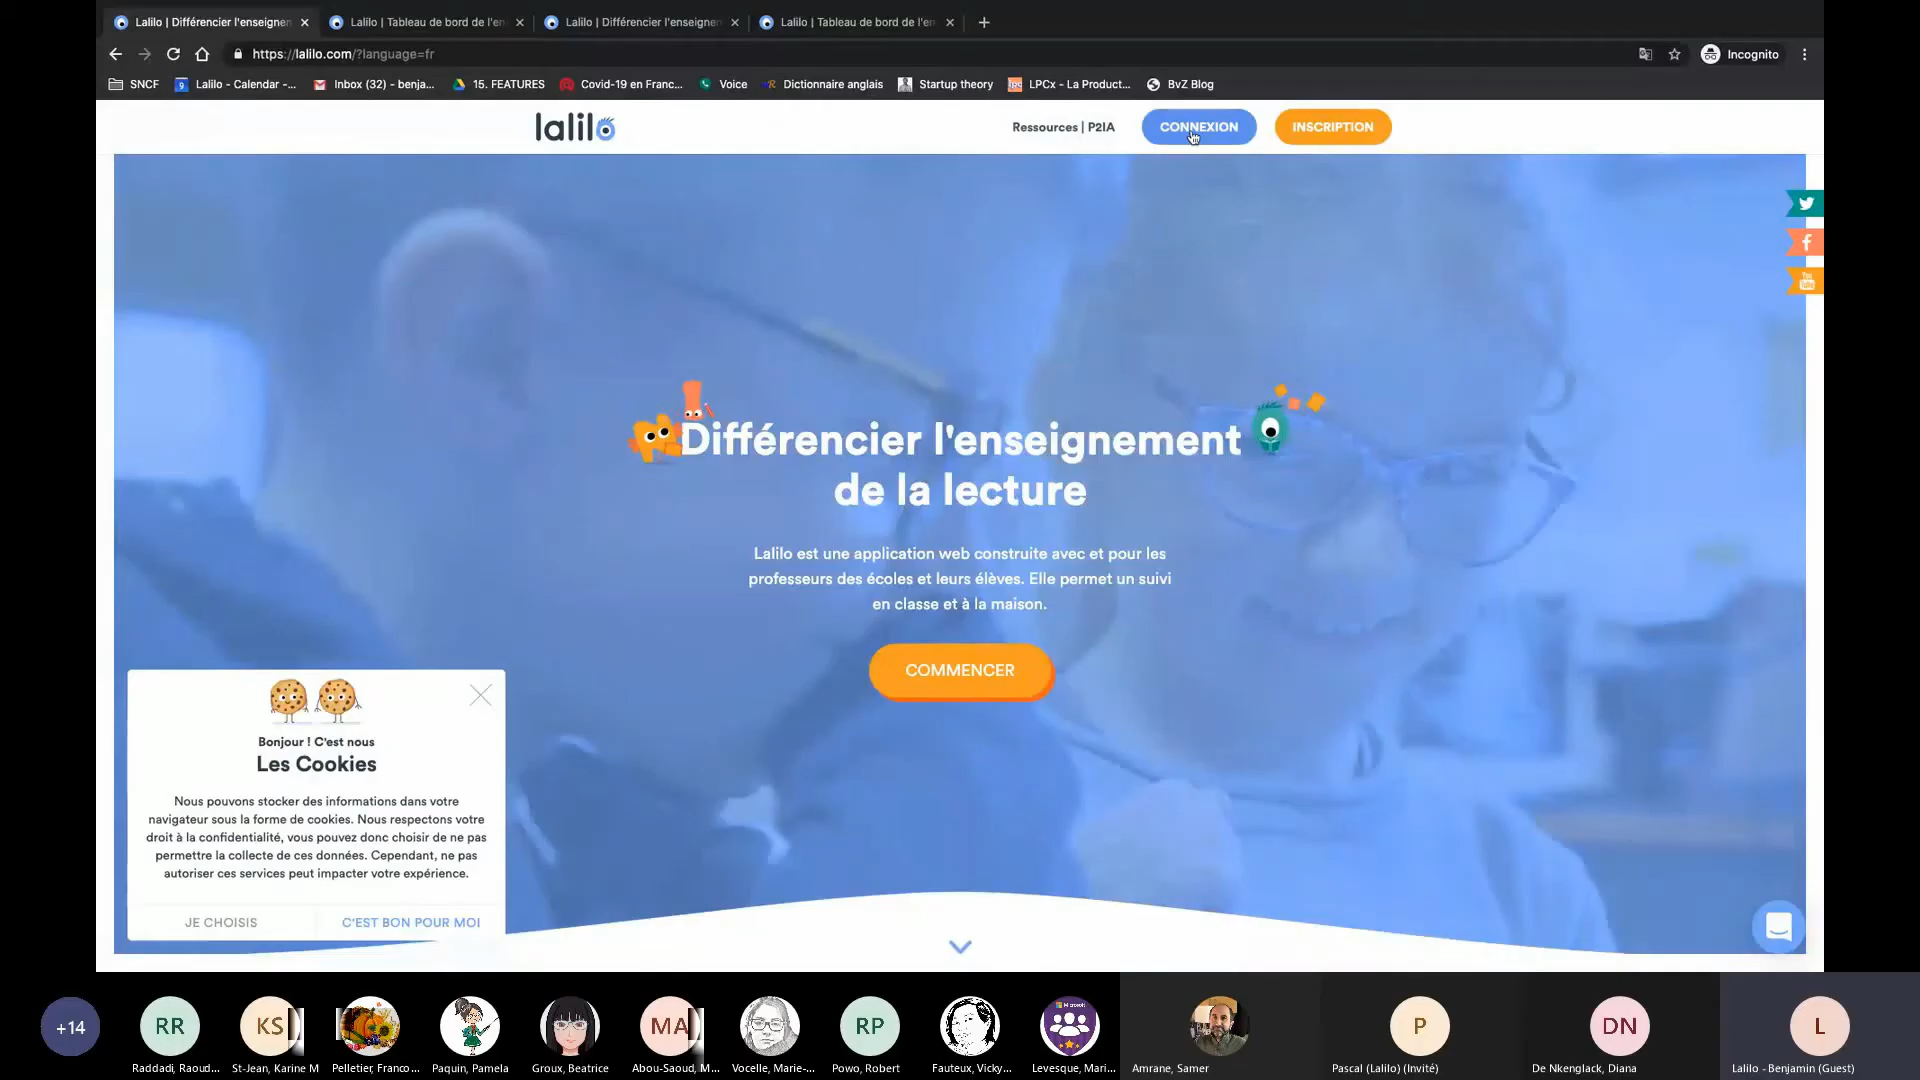 Lalilo | Différencier l'enseignen
Lalilo | Tableau de bord de l'en
Lalilo | Différencier l'enseignen
Lalilo | Tableau de bord de l'en
https://lalilo.com/?language=fr
Incognito
SNCF
Lalilo - Calendar -...
Inbox (32) - benja...
15. FEATURES
Covid-19 en Franc...
Voice
Dictionnaire anglais
Startup theory
LPCx - La Product...
BvZ Blog
lalilo
Ressources | P2IA
CONNEXION
INSCRIPTION
Différencier l'enseignement
de la lecture
Lalilo est une application web construite avec et pour les
professeurs des écoles et leurs élèves. Elle permet un suivi
en classe et à la maison.
COMMENCER
Bonjour ! C'est nous
Les Cookies
Nous pouvons stocker des informations dans votre
navigateur sous la forme de cookies. Nous respectons votre
droit à la confidentialité, vous pouvez donc choisir de ne pas
permettre la collecte de ces données. Cependant, ne pas
autoriser ces services peut impacter votre expérience.
JE CHOISIS
C'EST BON POUR MOI
+14
RR
KS
MA
RP
Microsoft
P
DN
L
Raddadi, Raoud...
St-Jean, Karine M
Pelletier, Franco...
Paquin, Pamela
Groux, Beatrice
Abou-Saoud, M...
Vocelle, Marie-...
Powo, Robert
Fauteux, Vicky...
Levesque, Mari...
Amrane, Samer
Pascal (Lalilo) (Invité)
De Nkenglack, Diana
Lalilo - Benjamin (Guest)